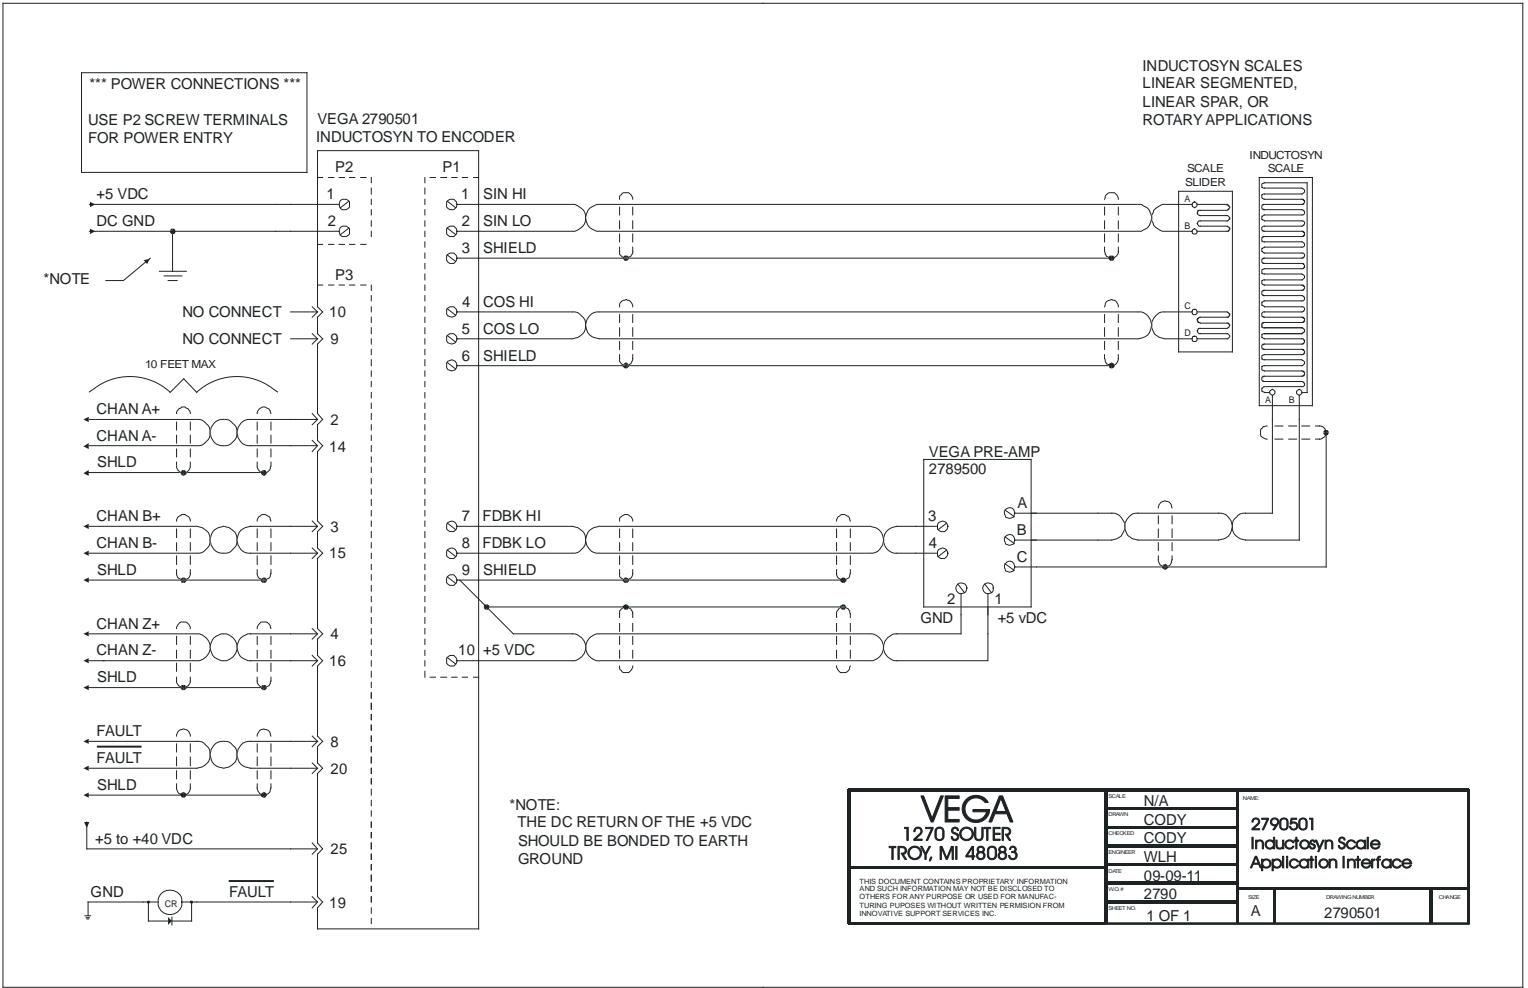 *** POWER CONNECTIONS ***
USE P2 SCREW TERMINALS
FOR POWER ENTRY
VEGA 2790501
INDUCTOSYN TO ENCODER
INDUCTOSYN SCALES
LINEAR SEGMENTED,
LINEAR SPAR, OR
ROTARY APPLICATIONS
P2
+5 VDC
1
DC GND
2
*NOTE
P3
NO CONNECT
10
NO CONNECT
9
10 FEET MAX
CHAN A+
2
CHAN A-
14
SHLD
CHAN B+
3
CHAN B-
15
SHLD
CHAN Z+
4
CHAN Z-
16
SHLD
FAULT
8
FAULT
20
SHLD
+5 to +40 VDC
25
GND
CR
FAULT
19
P1
1 SIN HI
2 SIN LO
3 SHIELD
4 COS HI
5 COS LO
6 SHIELD
7 FDBK HI
8 FDBK LO
9 SHIELD
10 +5 VDC
SCALE
SLIDER
A
B
C
D
INDUCTOSYN
SCALE
A B
VEGA PRE-AMP
2789500
3
4
A
B
C
2
1
GND
+5 vDC
*NOTE:
THE DC RETURN OF THE +5 VDC
SHOULD BE BONDED TO EARTH
GROUND
VEGA
1270 SOUTER
TROY, MI 48083
THIS DOCUMENT CONTAINS PROPRIETARY INFORMATION
AND SUCH INFORMATION MAY NOT BE DISCLOSED TO
OTHERS FOR ANY PURPOSE OR USED FOR MANUFAC-
TURING PUPOSES WITHOUT WRITTEN PERMISION FROM
INNOVATIVE SUPPORT SERVICES INC.
SCALE N/A
DRAWN CODY
CHECKED CODY
ENGINEER WLH
DATE 09-09-11
W.O.# 2790
SHEET NO. 1 OF 1
NAME:
2790501
Inductosyn Scale
Application Interface
SIZE
A
DRAWING NUMBER
2790501
CHANGE